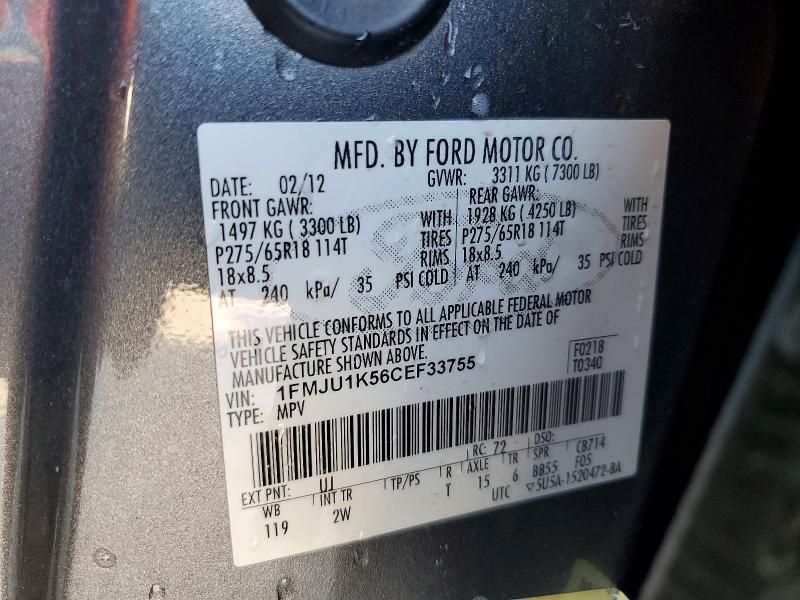 MFD. BY FORD MOTOR CO.
DATE: 02/12 GVWR: 3311 KG ( 7300 LB)
FRONT GAWR: REAR GAWR:
1497 KG ( 3300 LB) WITH 1928 KG ( 4250 LB) WITH
P275/65R18 114T TIRES P275/65R18 114T TIRES
18x8.5 RIMS 18x8.5 RIMS
AT 240 kPa/ 35 PSI COLD AT 240 kPa/ 35 PSI COLD
THIS VEHICLE CONFORMS TO ALL APPLICABLE FEDERAL MOTOR
VEHICLE SAFETY STANDARDS IN EFFECT ON THE DATE OF
MANUFACTURE SHOWN ABOVE.
VIN: 1FMJU1K56CEF33755
TYPE: MPV
F0218
T0340
RC: 72 DSO:
EXT PNT: UJ TP/PS R AXLE TR SPR CB714
WB INT TR T 15 6 BB55 F05
119 2W UTC ▽5U5A-1520472-BA